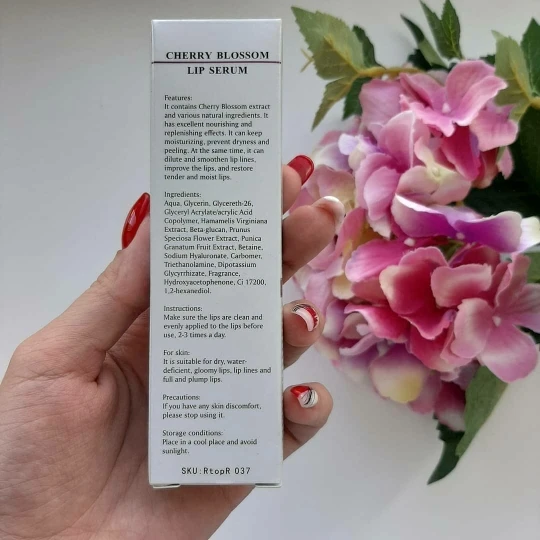 CHERRY BLOSSOM
LIP SERUM
Features:
It contains Cherry Blossom extract
and various natural ingredients. It
has excellent nourishing and
replenishing effects. It can keep
moisturizing, prevent dryness and
peeling. At the same time, it can
dilute and smoothen lip lines,
improve the lips, and restore
tender and moist lips.
Ingredients:
Aqua, Glycerin, Glycereth-26,
Glyceryl Acrylate/acrylic Acid
Copolymer, Hamamelis Virginiana
Extract, Beta-glucan, Prunus
Speciosa Flower Extract, Punica
Granatum Fruit Extract, Betaine,
Sodium Hyaluronate, Carbomer,
Triethanolamine, Dipotassium
Glycyrrhizate, Fragrance,
Hydroxyacetophenone, Ci 17200,
1,2-hexanediol.
Instructions:
Make sure the lips are clean and
evenly applied to the lips before
use, 2-3 times a day.
For skin:
It is suitable for dry, water-
deficient, gloomy lips, lip lines and
full and plump lips.
Precautions:
If you have any skin discomfort,
please stop using it.
Storage conditions:
Place in a cool place and avoid
sunlight.
SKU:RtopR 037